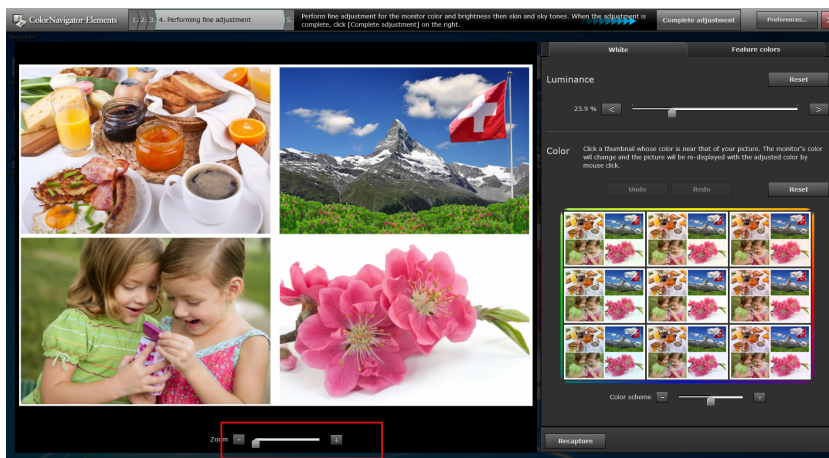 ColorNavigator Elements
1. 2. 3. 4. Performing fine adjustment 5.
Perform fine adjustment for the monitor color and brightness then skin and sky tones. When the adjustment is
complete, click [Complete adjustment] on the right.
Complete adjustment
Preferences...
White
Feature colors
Luminance
Reset
23.9 % < >
Color
Click a thumbnail whose color is near that of your picture. The monitor's color
will change and the picture will be re-displayed with the adjusted color by
mouse click.
Undo
Redo
Reset
Color scheme - +
Zoom - +
Recapture